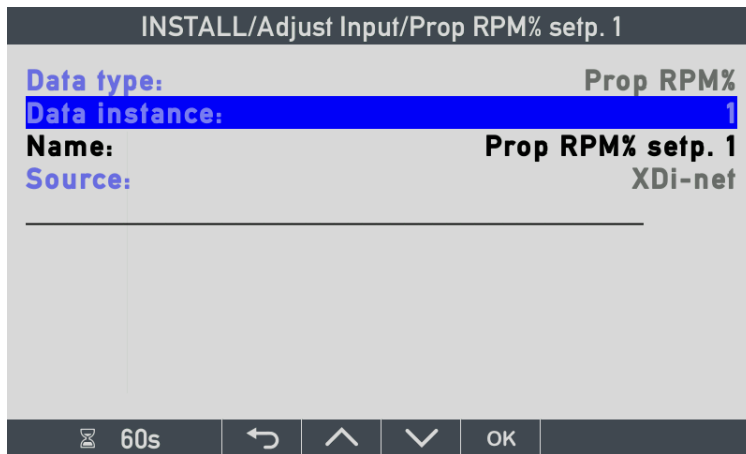 INSTALL/Adjust Input/Prop RPM% setp. 1
Data type: Prop RPM%
Data instance: 1
Name: Prop RPM% setp. 1
Source: XDi-net
60s OK